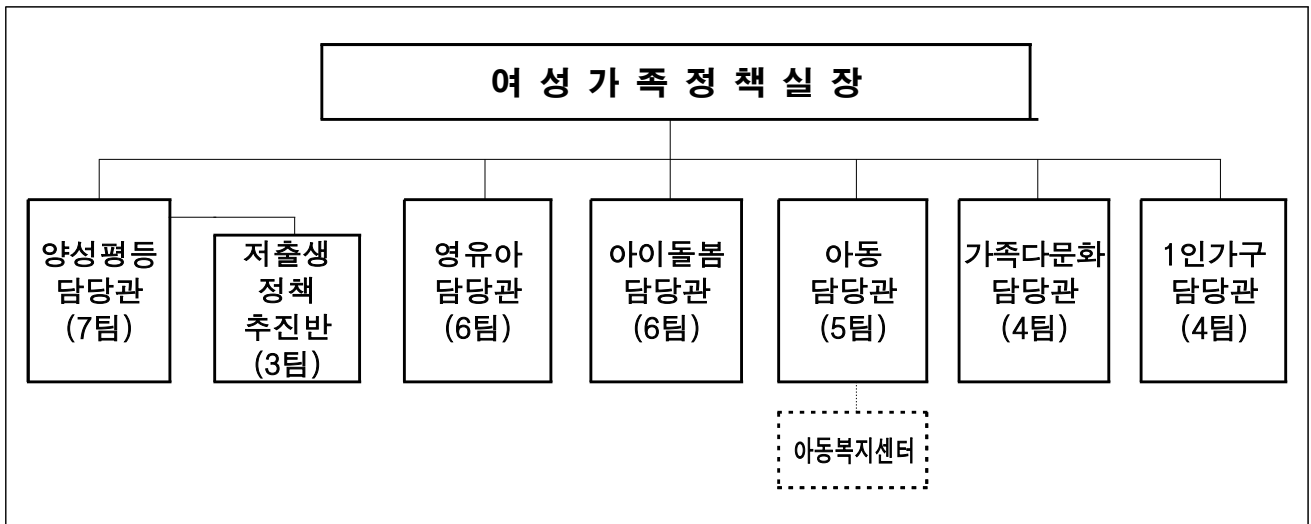 여 성 가 족 정 책 실 장
양성평등
담당관
(7팀)
저출생
정책
추진반
(3팀)
영유아
담당관
(6팀)
아이돌봄
담당관
(6팀)
아동
담당관
(5팀)
가족다문화
담당관
(4팀)
1인가구
담당관
(4팀)
아동복지센터